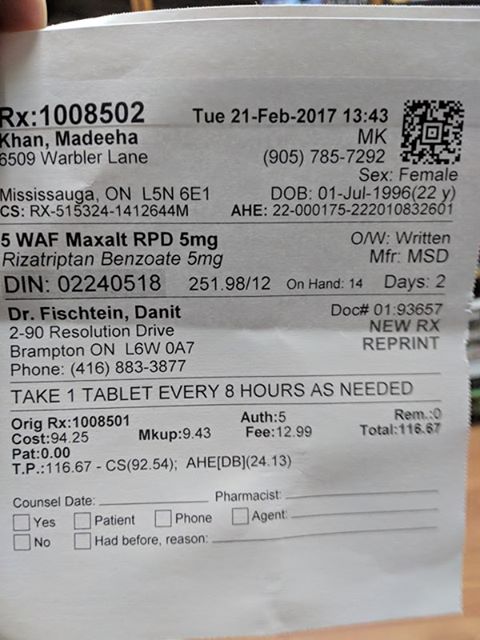 Rx:1008502 Tue 21-Feb-2017 13:43
Khan, Madeeha MK
6509 Warbler Lane (905) 785-7292
Sex: Female
Mississauga, ON L5N 6E1 DOB: 01-Jul-1996(22 y)
CS: RX-515324-1412644M AHE: 22-000175-222010832601
5 WAF Maxalt RPD 5mg O/W: Written
Rizatriptan Benzoate 5mg Mfr: MSD
DIN: 02240518 251.98/12 On Hand: 14 Days: 2
Dr. Fischtein, Danit Doc# 01:93657
2-90 Resolution Drive NEW RX
Brampton ON L6W 0A7 REPRINT
Phone: (416) 883-3877
TAKE 1 TABLET EVERY 8 HOURS AS NEEDED
Orig Rx:1008501 Auth:5 Rem.:0
Cost:94.25 Mkup:9.43 Fee:12.99 Total:116.67
Pat:0.00
T.P.:116.67 - CS(92.54); AHE[DB](24.13)
Counsel Date: Pharmacist:
Yes Patient Phone Agent:
No Had before, reason: